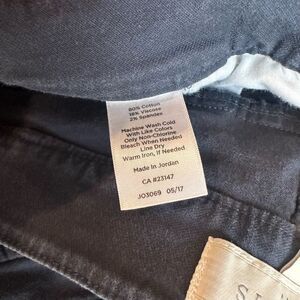 80% Cotton
18% Viscose
2% Spandex
Machine Wash Cold
With Like Colors
Only Non-Chlorine
Bleach When Needed
Line Dry
Warm Iron, If Needed
Made in Jordan
CA #23147
JO3069 05/17